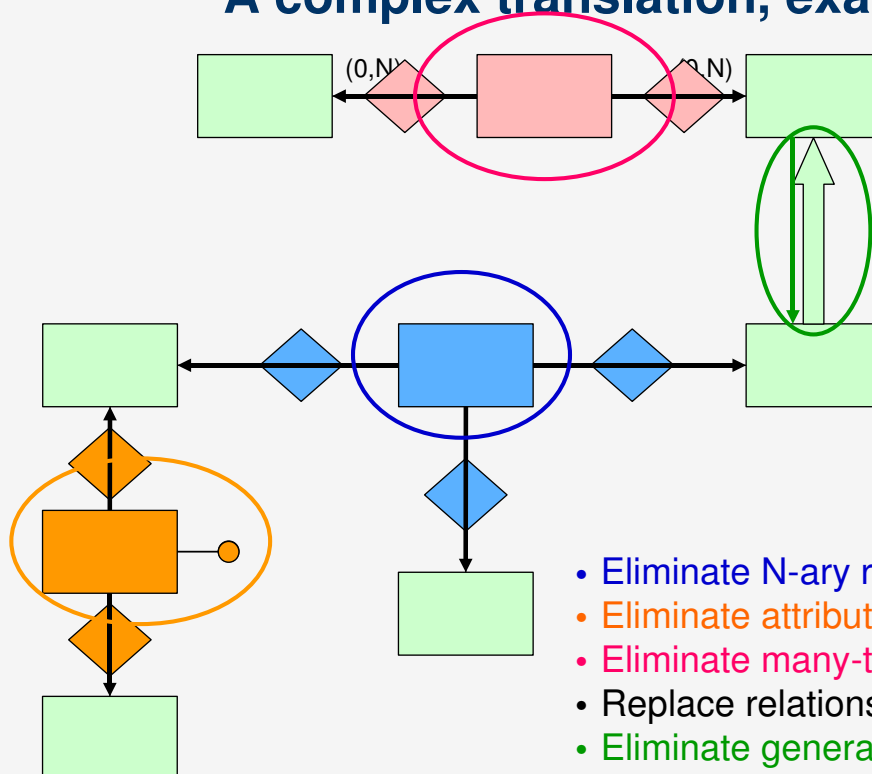 A complex translation, exa
(0,N) (0,N)
• Eliminate N-ary r
• Eliminate attribut
• Eliminate many-t
• Replace relations
• Eliminate genera